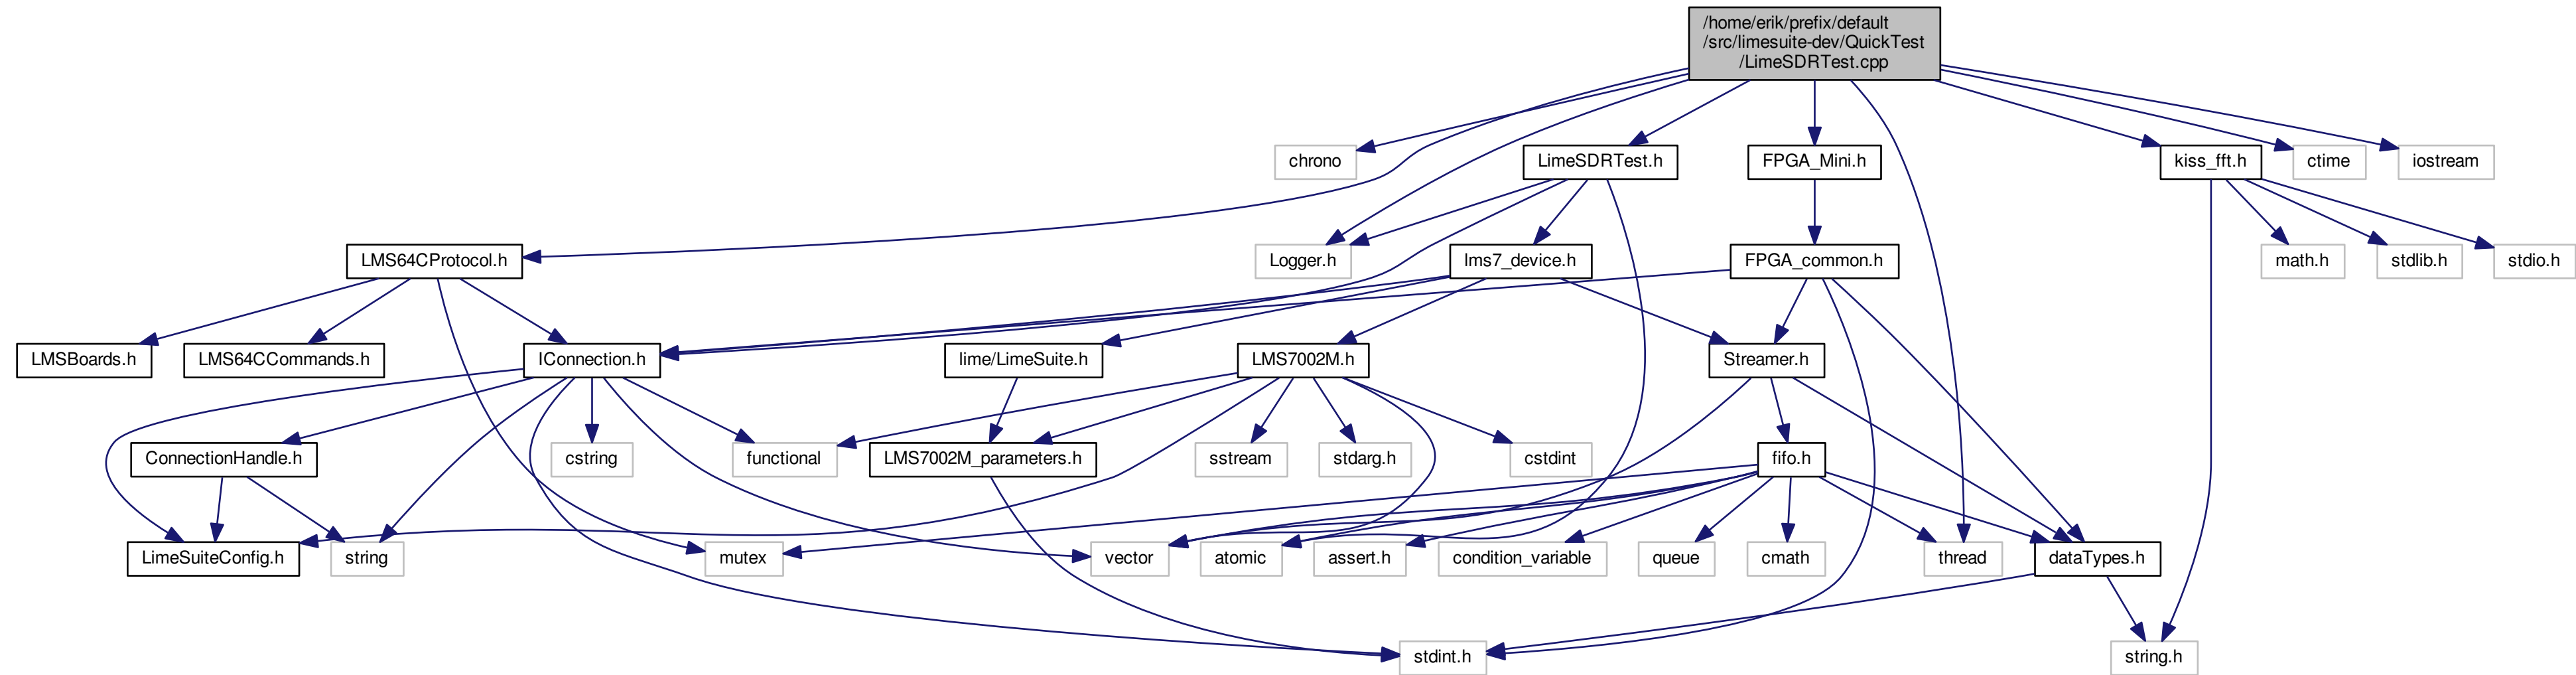 /home/erik/prefix/default
/src/limesuite-dev/QuickTest
/LimeSDRTest.cpp
chrono
LimeSDRTest.h
FPGA_Mini.h
kiss_fft.h
ctime
iostream
LMS64CProtocol.h
Logger.h
lms7_device.h
FPGA_common.h
math.h
stdlib.h
stdio.h
LMSBoards.h
LMS64CCommands.h
IConnection.h
lime/LimeSuite.h
LMS7002M.h
Streamer.h
ConnectionHandle.h
cstring
functional
LMS7002M_parameters.h
sstream
stdarg.h
cstdint
fifo.h
LimeSuiteConfig.h
string
mutex
vector
atomic
assert.h
condition_variable
queue
cmath
thread
dataTypes.h
stdint.h
string.h